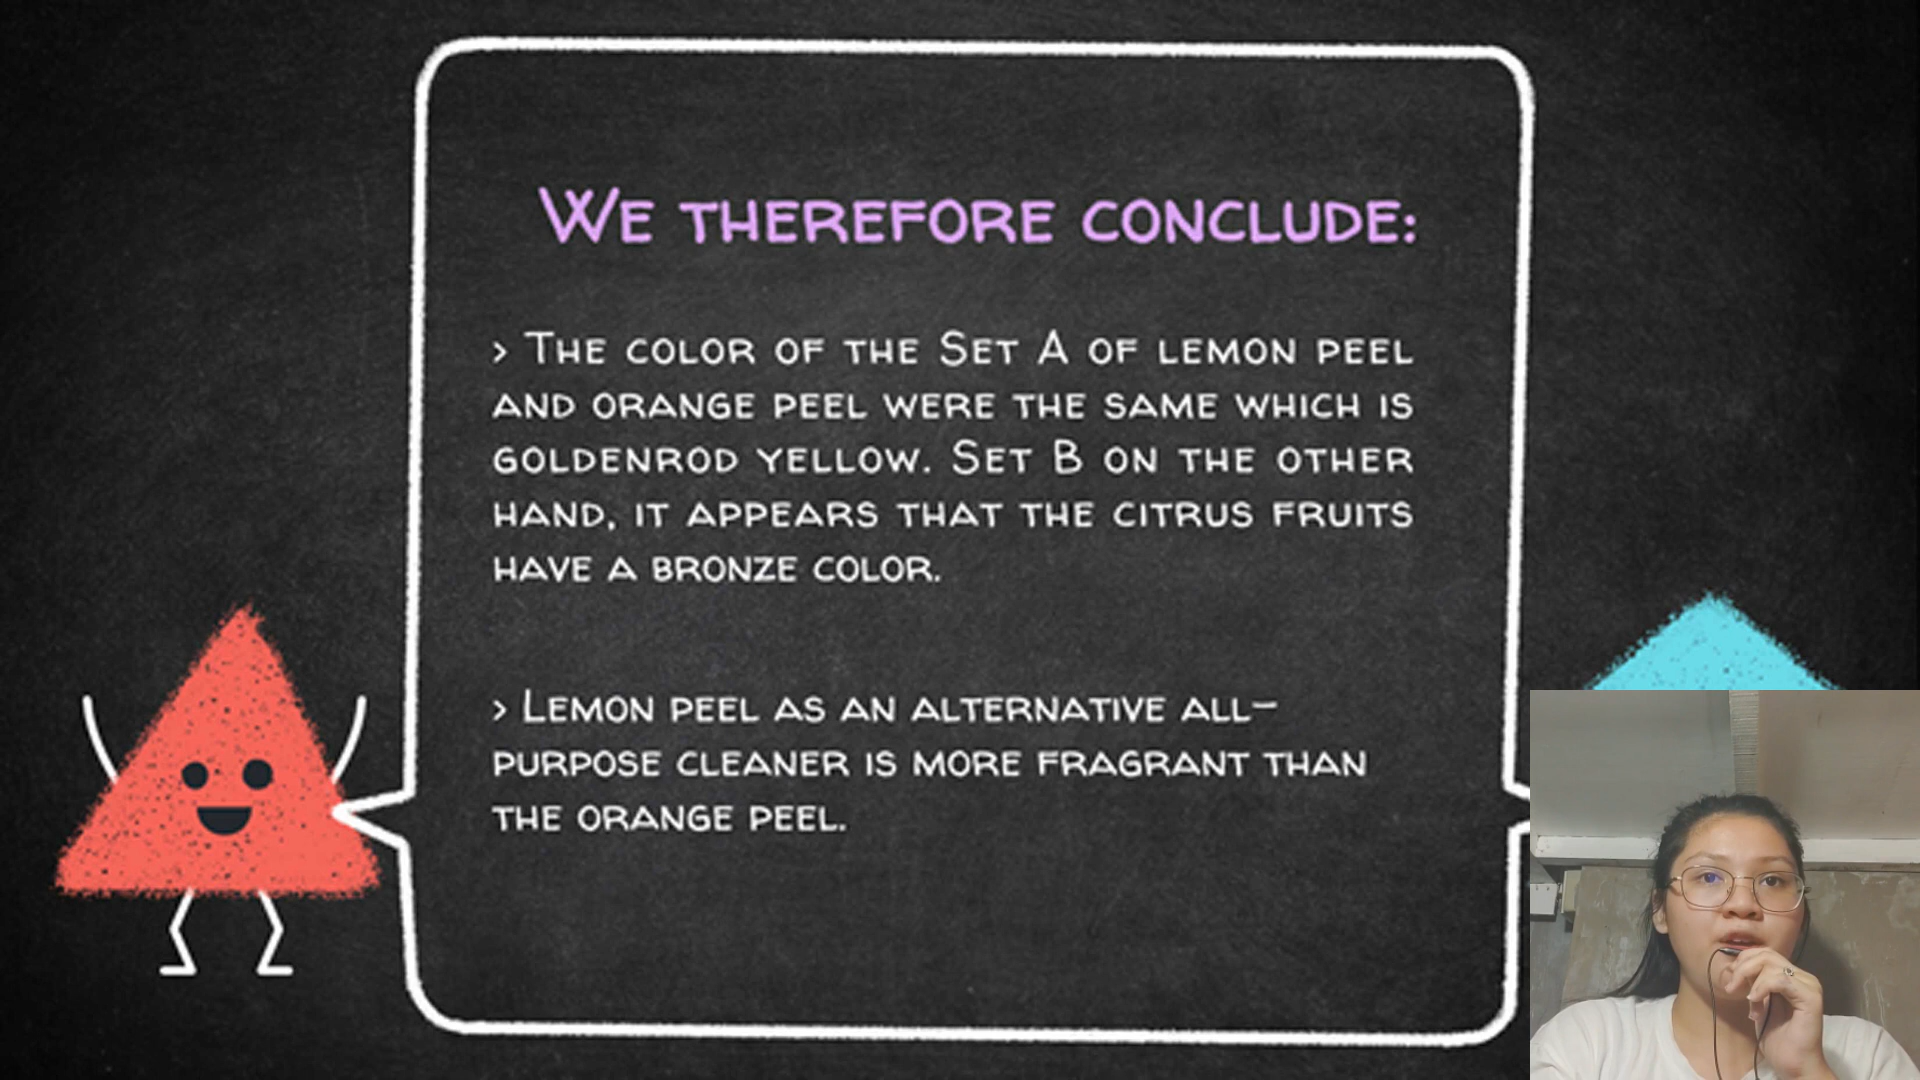 We therefore conclude:
> The color of the Set A of lemon peel
and orange peel were the same which is
goldenrod yellow. Set B on the other
hand, it appears that the citrus fruits
have a bronze color.
> Lemon peel as an alternative all-
purpose cleaner is more fragrant than
the orange peel.